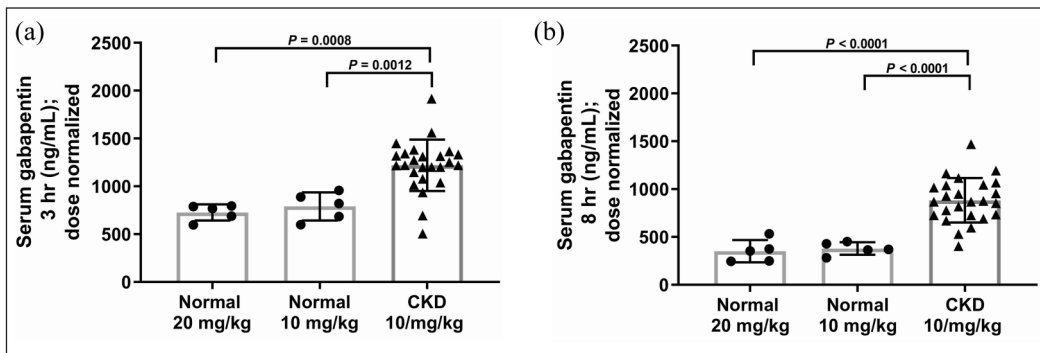 (a)
Serum gabapentin
3 hr (ng/mL);
dose normalized
2500
2000
1500
1000
500
0
P = 0.0008
P = 0.0012
Normal
20 mg/kg
Normal
10 mg/kg
CKD
10/mg/kg
(b)
Serum gabapentin
8 hr (ng/mL);
dose normalized
2500
2000
1500
1000
500
0
P < 0.0001
P < 0.0001
Normal
20 mg/kg
Normal
10 mg/kg
CKD
10/mg/kg